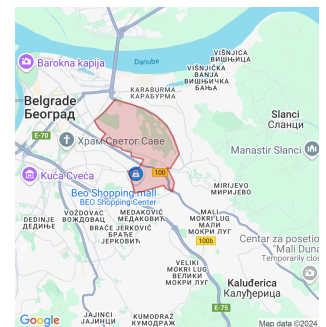 VIŠNJICA
ВИШЊИЦА
Barokna kapija
Danube
VIŠNJIČKA
BANJA
ВИШЊИЧКА
БАЊА
KARABURMA
КАРАБУРМА
Belgrade
Београд
Slanci
Сланци
E-70
Храм Светог Саве
Manastir Slanci
Kuća Cveća
100
Beo Shopping mall
BEO Shopping Center
MIRIJEVO
МИРИЈЕВО
DEDINJE
ДЕДИЊЕ
VOŽDOVAC
ВОЖДОВАЦ
MEDAKOVIĆ
МЕДАКОВИЋ
MALI
MOKRI LUG
МАЛИ
МОКРИ ЛУГ
BRAĆE JERKOVIĆ
БРАЋЕ
ЈЕРКОВИЋ
100b
Centar za posetio
"Mali Duna
Temporarily clos
VELIKI
MOKRI LUG
ВЕЛИКИ
МОКРИ ЛУГ
Kaluđerica
Калуђерица
E-75
JAJINCI
ЈАЈИНЦИ
KUMODRAŽ
КУМОДРАЖ
Google
Map data ©2024